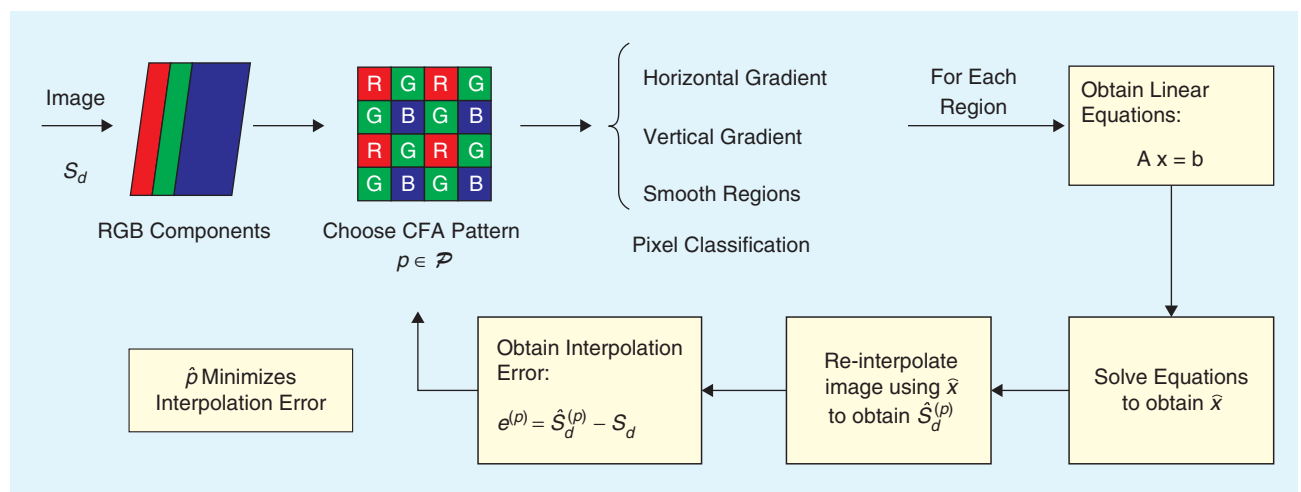 Image
S_d
RGB Components
R G R G
G B G B
R G R G
G B G B
Choose CFA Pattern
p ∈ 𝒫
Horizontal Gradient
Vertical Gradient
Smooth Regions
Pixel Classification
For Each
Region
Obtain Linear
Equations:
A x = b
Solve Equations
to obtain x̂
Re-interpolate
image using x̂
to obtain Ŝ_d^(p)
Obtain Interpolation
Error:
e^(p) = Ŝ_d^(p) – S_d
p̂ Minimizes
Interpolation Error